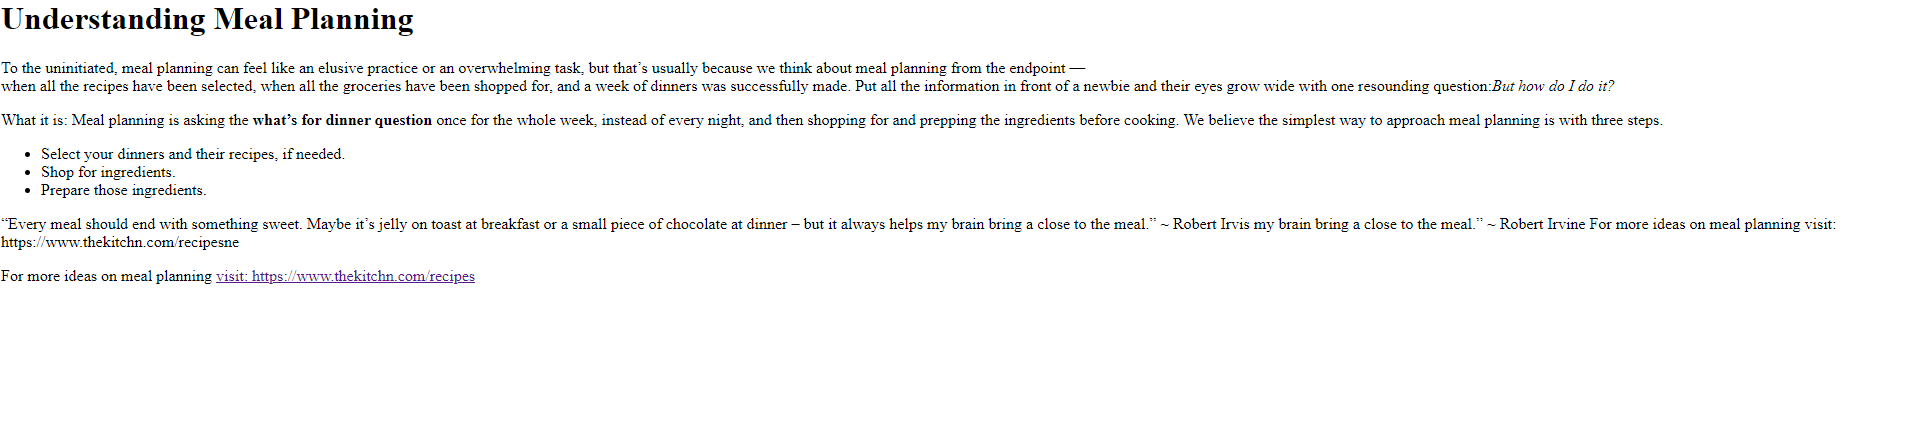 Understanding Meal Planning
To the uninitiated, meal planning can feel like an elusive practice or an overwhelming task, but that’s usually because we think about meal planning from the endpoint —
when all the recipes have been selected, when all the groceries have been shopped for, and a week of dinners was successfully made. Put all the information in front of a newbie and their eyes grow wide with one resounding question:But how do I do it?
What it is: Meal planning is asking the what’s for dinner question once for the whole week, instead of every night, and then shopping for and prepping the ingredients before cooking. We believe the simplest way to approach meal planning is with three steps.
• Select your dinners and their recipes, if needed.
• Shop for ingredients.
• Prepare those ingredients.
“Every meal should end with something sweet. Maybe it’s jelly on toast at breakfast or a small piece of chocolate at dinner – but it always helps my brain bring a close to the meal.” ~ Robert Irvis my brain bring a close to the meal.” ~ Robert Irvine For more ideas on meal planning visit:
https://www.thekitchn.com/recipesne
For more ideas on meal planning visit: https://www.thekitchn.com/recipes